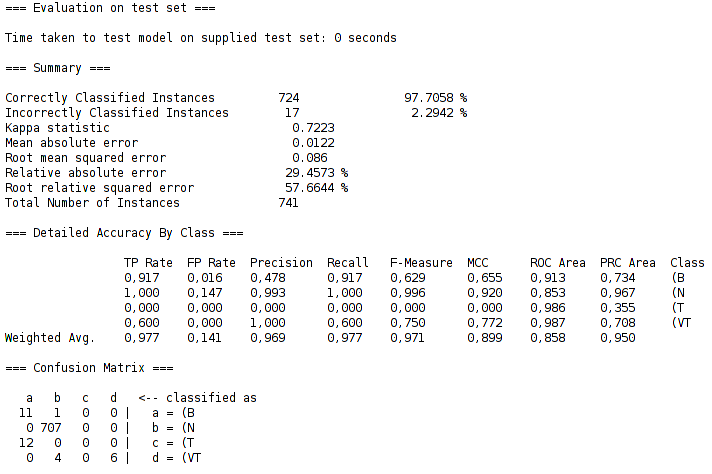 === Evaluation on test set ===
Time taken to test model on supplied test set: 0 seconds
=== Summary ===
Correctly Classified Instances 724 97.7058 %
Incorrectly Classified Instances 17 2.2942 %
Kappa statistic 0.7223
Mean absolute error 0.0122
Root mean squared error 0.086
Relative absolute error 29.4573 %
Root relative squared error 57.6644 %
Total Number of Instances 741
=== Detailed Accuracy By Class ===
TP Rate FP Rate Precision Recall F-Measure MCC ROC Area PRC Area Class
0,917 0,016 0,478 0,917 0,629 0,655 0,913 0,734 (B
1,000 0,147 0,993 1,000 0,996 0,920 0,853 0,967 (N
0,000 0,000 0,000 0,000 0,000 0,000 0,986 0,355 (T
0,600 0,000 1,000 0,600 0,750 0,772 0,987 0,708 (VT
Weighted Avg. 0,977 0,141 0,969 0,977 0,971 0,899 0,858 0,950
=== Confusion Matrix ===
a b c d <-- classified as
11 1 0 0 | a = (B
0 707 0 0 | b = (N
12 0 0 0 | c = (T
0 4 0 6 | d = (VT